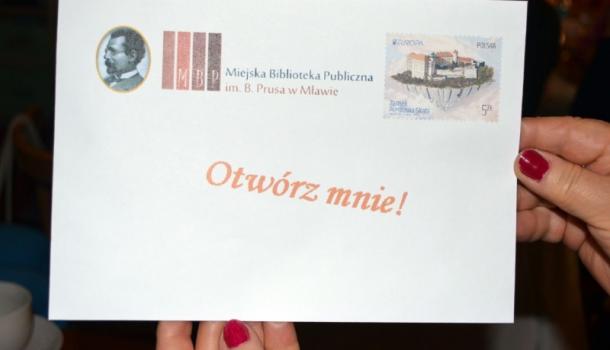 MBP
Miejska Biblioteka Publiczna
im. B. Prusa w Mławie
EUROPA
POLSKA
5zł
Otwórz mnie!